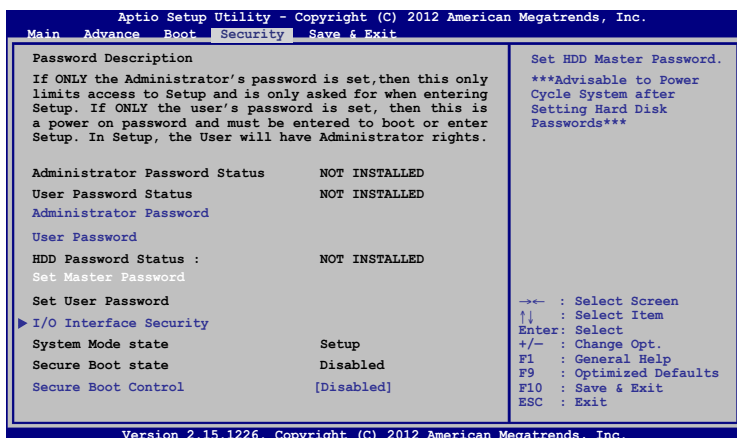 Aptio Setup Utility - Copyright (C) 2012 American Megatrends, Inc.
Main Advance Boot Security Save & Exit
Password Description
If ONLY the Administrator's password is set,then this only
limits access to Setup and is only asked for when entering
Setup. If ONLY the user's password is set, then this is
a power on password and must be entered to boot or enter
Setup. In Setup, the User will have Administrator rights.
Administrator Password Status NOT INSTALLED
User Password Status NOT INSTALLED
Administrator Password
User Password
HDD Password Status : NOT INSTALLED
Set Master Password
Set User Password
I/O Interface Security
System Mode state Setup
Secure Boot state Disabled
Secure Boot Control [Disabled]
Set HDD Master Password.
***Advisable to Power
Cycle System after
Setting Hard Disk
Passwords***
→← : Select Screen
↑↓ : Select Item
Enter: Select
+/— : Change Opt.
F1 : General Help
F9 : Optimized Defaults
F10 : Save & Exit
ESC : Exit
Version 2.15.1226. Copyright (C) 2012 American Megatrends, Inc.